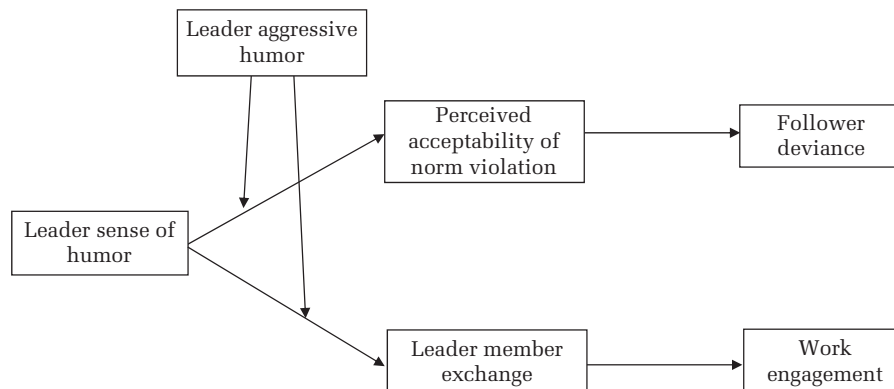 Leader aggressive
humor
Perceived
acceptability of
norm violation
Follower
deviance
Leader sense of
humor
Leader member
exchange
Work
engagement